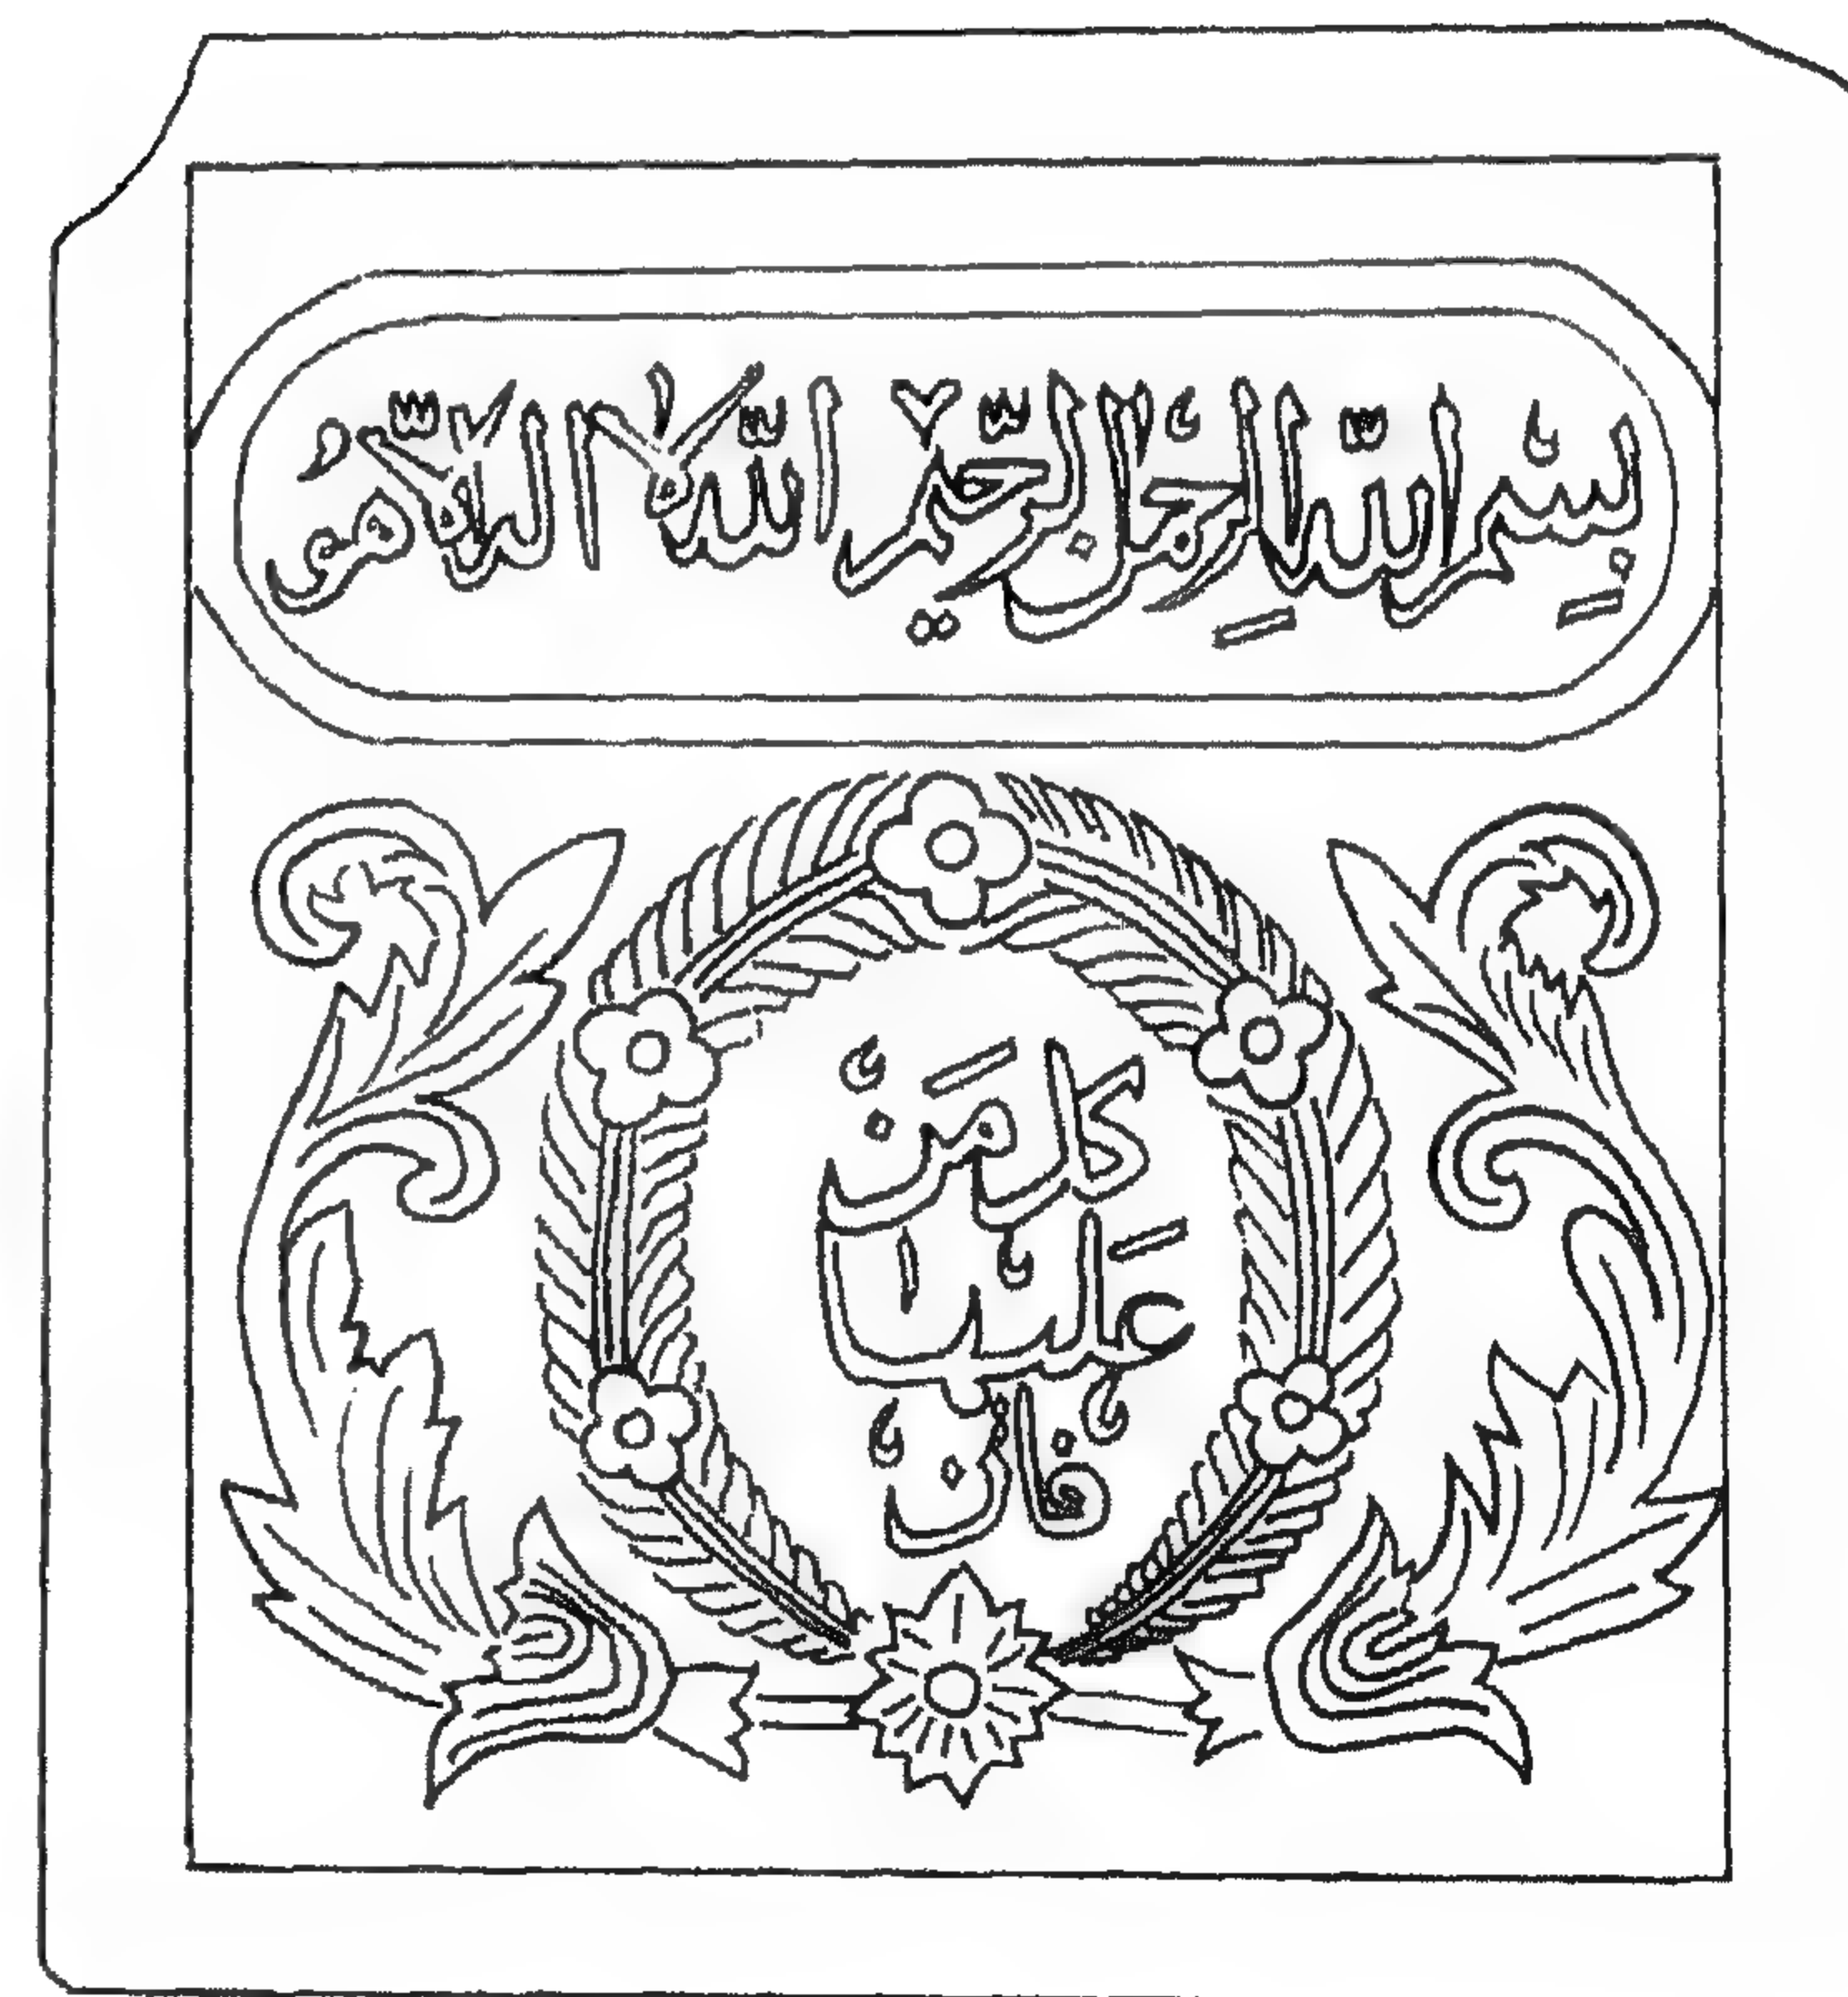 بسم الله الرحمن الرحيم الله لا اله الا هو
كل من
عليها
فان